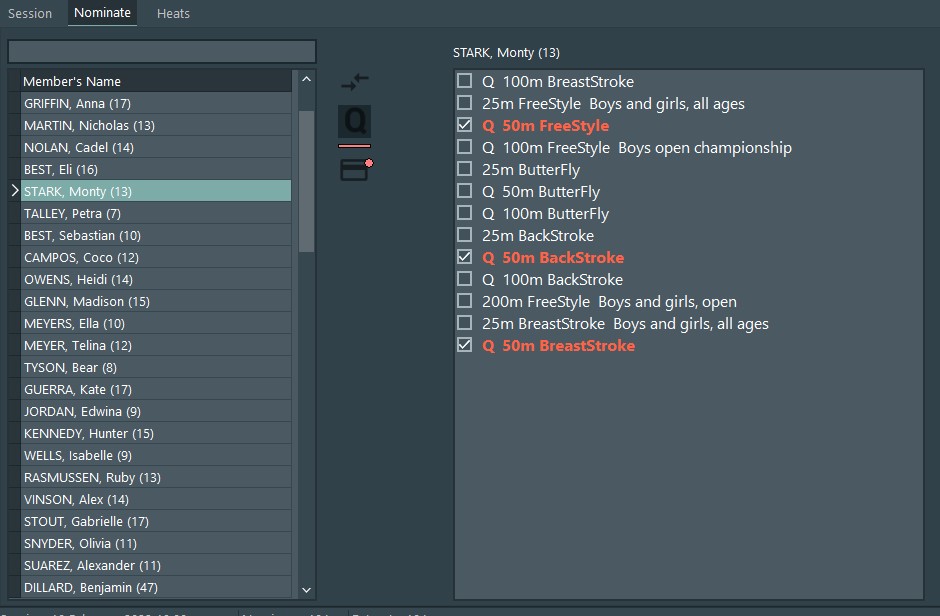 Session Nominate Heats
Member's Name
GRIFFIN, Anna (17)
MARTIN, Nicholas (13)
NOLAN, Cadel (14)
BEST, Eli (16)
STARK, Monty (13)
TALLEY, Petra (7)
BEST, Sebastian (10)
CAMPOS, Coco (12)
OWENS, Heidi (14)
GLENN, Madison (15)
MEYERS, Ella (10)
MEYER, Telina (12)
TYSON, Bear (8)
GUERRA, Kate (17)
JORDAN, Edwina (9)
KENNEDY, Hunter (15)
WELLS, Isabelle (9)
RASMUSSEN, Ruby (13)
VINSON, Alex (14)
STOUT, Gabrielle (17)
SNYDER, Olivia (11)
SUAREZ, Alexander (11)
DILLARD, Benjamin (47)
Q
STARK, Monty (13)
Q 100m BreastStroke
25m FreeStyle Boys and girls, all ages
Q 50m FreeStyle
Q 100m FreeStyle Boys open championship
25m ButterFly
Q 50m ButterFly
Q 100m ButterFly
25m BackStroke
Q 50m BackStroke
Q 100m BackStroke
200m FreeStyle Boys and girls, open
25m BreastStroke Boys and girls, all ages
Q 50m BreastStroke